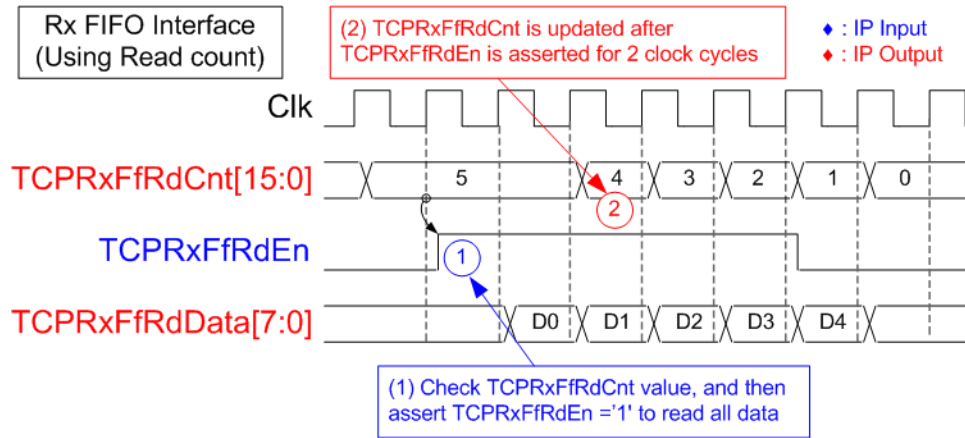 Rx FIFO Interface
(Using Read count)
(2) TCPRxFfRdCnt is updated after
TCPRxFfRdEn is asserted for 2 clock cycles
♦ : IP Input
♦ : IP Output
Clk
TCPRxFfRdCnt[15:0]
5 4 3 2 1 0
2
TCPRxFfRdEn
1
TCPRxFfRdData[7:0]
D0 D1 D2 D3 D4
(1) Check TCPRxFfRdCnt value, and then
assert TCPRxFfRdEn ='1' to read all data